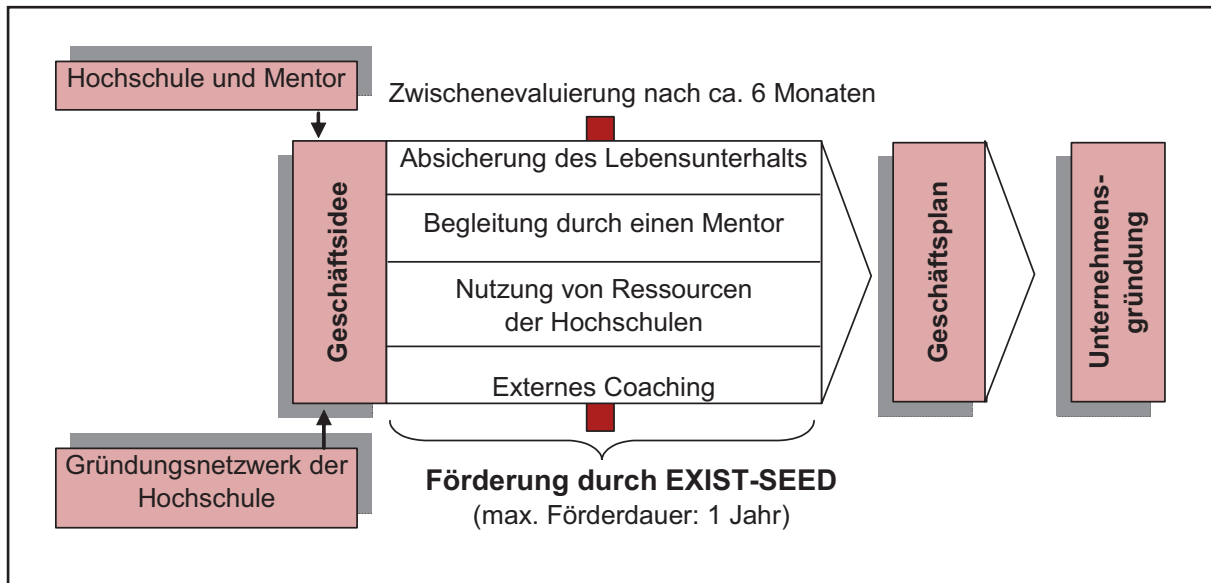 Hochschule und Mentor
Zwischenevaluierung nach ca. 6 Monaten
Geschäftsidee
Absicherung des Lebensunterhalts
Begleitung durch einen Mentor
Nutzung von Ressourcen
der Hochschulen
Externes Coaching
Geschäftsplan
Unternehmens-
gründung
Gründungsnetzwerk der
Hochschule
Förderung durch EXIST-SEED
(max. Förderdauer: 1 Jahr)